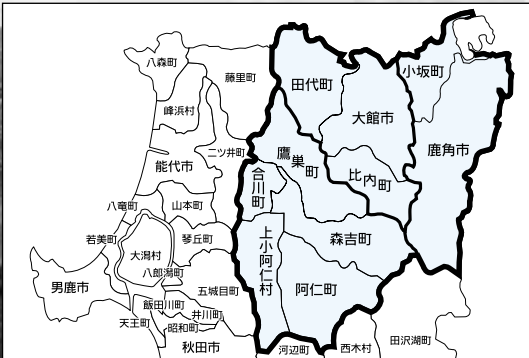 八森町
藤里町
峰浜村
二ツ井町
能代市
八竜町
山本町
若美町
琴丘町
大潟村
八郎潟町
男鹿市
五城目町
飯田川町
井川町
天王町
昭和町
秋田市
河辺町
西木村
田沢湖町
田代町
小坂町
大館市
鹿角市
鷹巣町
比内町
合川町
森吉町
上小阿仁村
阿仁町